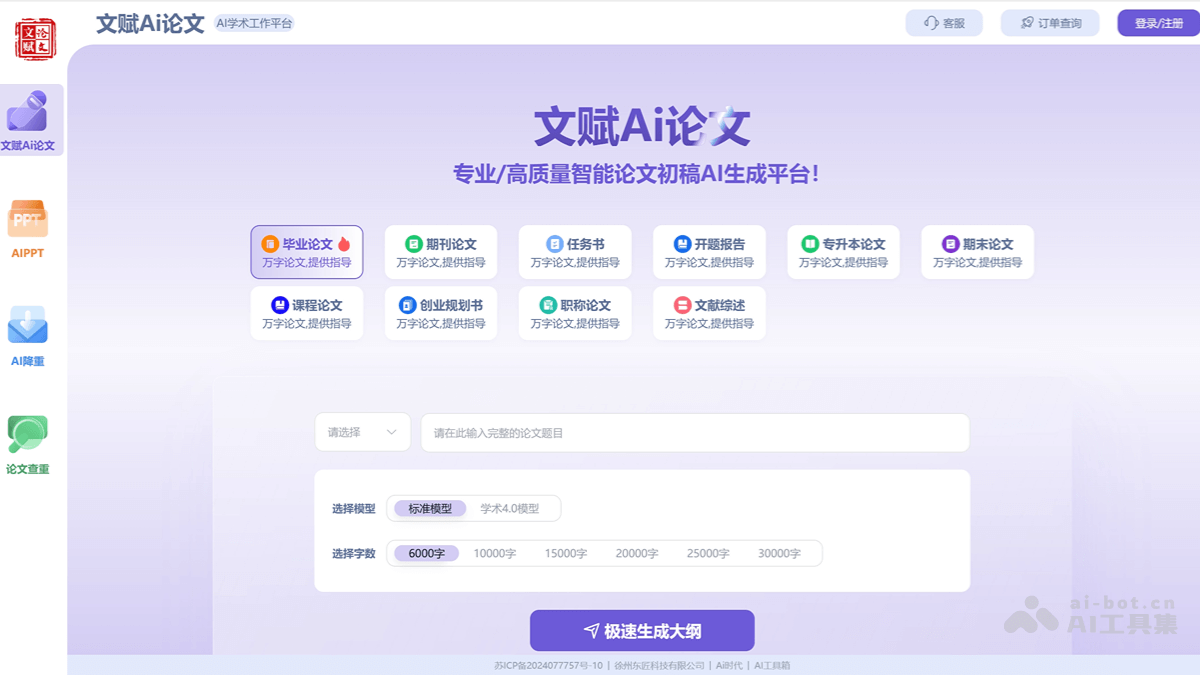 文赋Ai论文 AI学术工作平台 客服 订单查询 登录/注册
文赋论文
文赋Ai论文
PPT
AIPPT
AI降重
论文查重
文赋Ai论文
专业/高质量智能论文初稿AI生成平台!
毕业论文 期刊论文 任务书 开题报告 专升本论文 期末论文
万字论文,提供指导 万字论文,提供指导 万字论文,提供指导 万字论文,提供指导 万字论文,提供指导 万字论文,提供指导
课程论文 创业规划书 职称论文 文献综述
万字论文,提供指导 万字论文,提供指导 万字论文,提供指导 万字论文,提供指导
请选择 请在此输入完整的论文题目
选择模型 标准模型 学术4.0模型
选择字数 6000字 10000字 15000字 20000字 25000字 30000字
极速生成大纲
ai-bot.cn
AI工具集
苏ICP备2024077757号-10 | 徐州东匠科技有限公司 | Ai时代 | AI工具箱